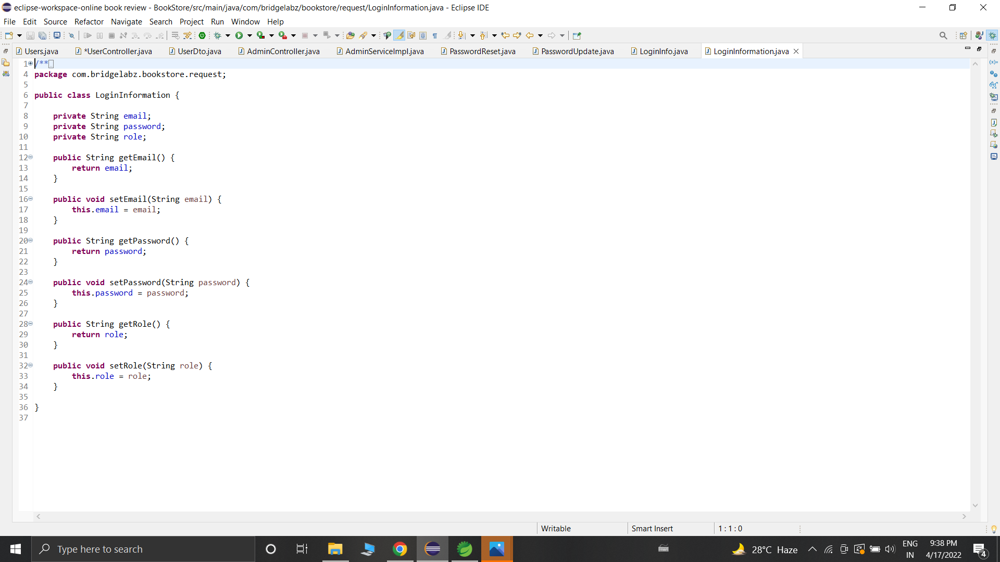 eclipse-workspace-online book review - BookStore/src/main/java/com/bridgelabz/bookstore/request/LoginInformation.java - Eclipse IDE
File Edit Source Refactor Navigate Search Project Run Window Help
Users.java *UserController.java UserDto.java AdminController.java AdminServiceImpl.java PasswordReset.java PasswordUpdate.java LoginInfo.java LoginInformation.java
1 /**
4 package com.bridgelabz.bookstore.request;
5
6 public class LoginInformation {
7
8 private String email;
9 private String password;
10 private String role;
11
12 public String getEmail() {
13 return email;
14 }
15
16 public void setEmail(String email) {
17 this.email = email;
18 }
19
20 public String getPassword() {
21 return password;
22 }
23
24 public void setPassword(String password) {
25 this.password = password;
26 }
27
28 public String getRole() {
29 return role;
30 }
31
32 public void setRole(String role) {
33 this.role = role;
34 }
35
36 }
37
Writable Smart Insert 1 : 1 : 0
Type here to search
28°C Haze
ENG
IN
9:38 PM
4/17/2022
4